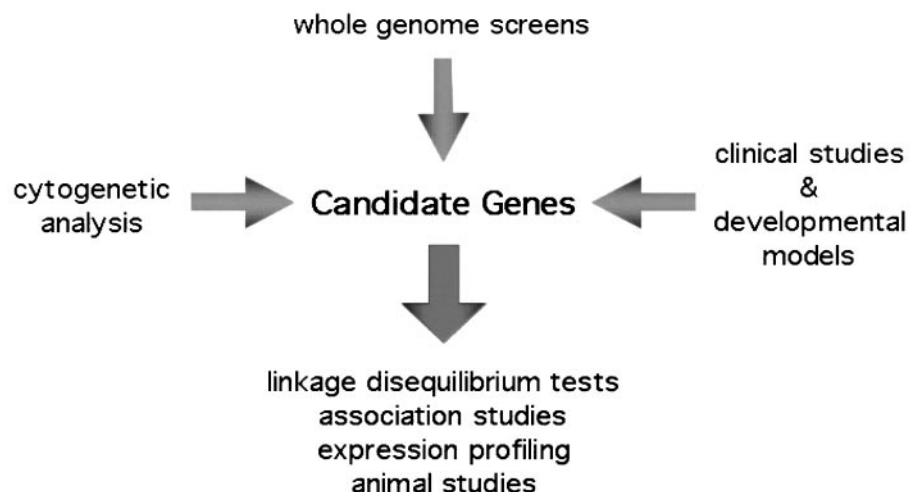 whole genome screens
cytogenetic
analysis
Candidate Genes
clinical studies
&
developmental
models
linkage disequilibrium tests
association studies
expression profiling
animal studies